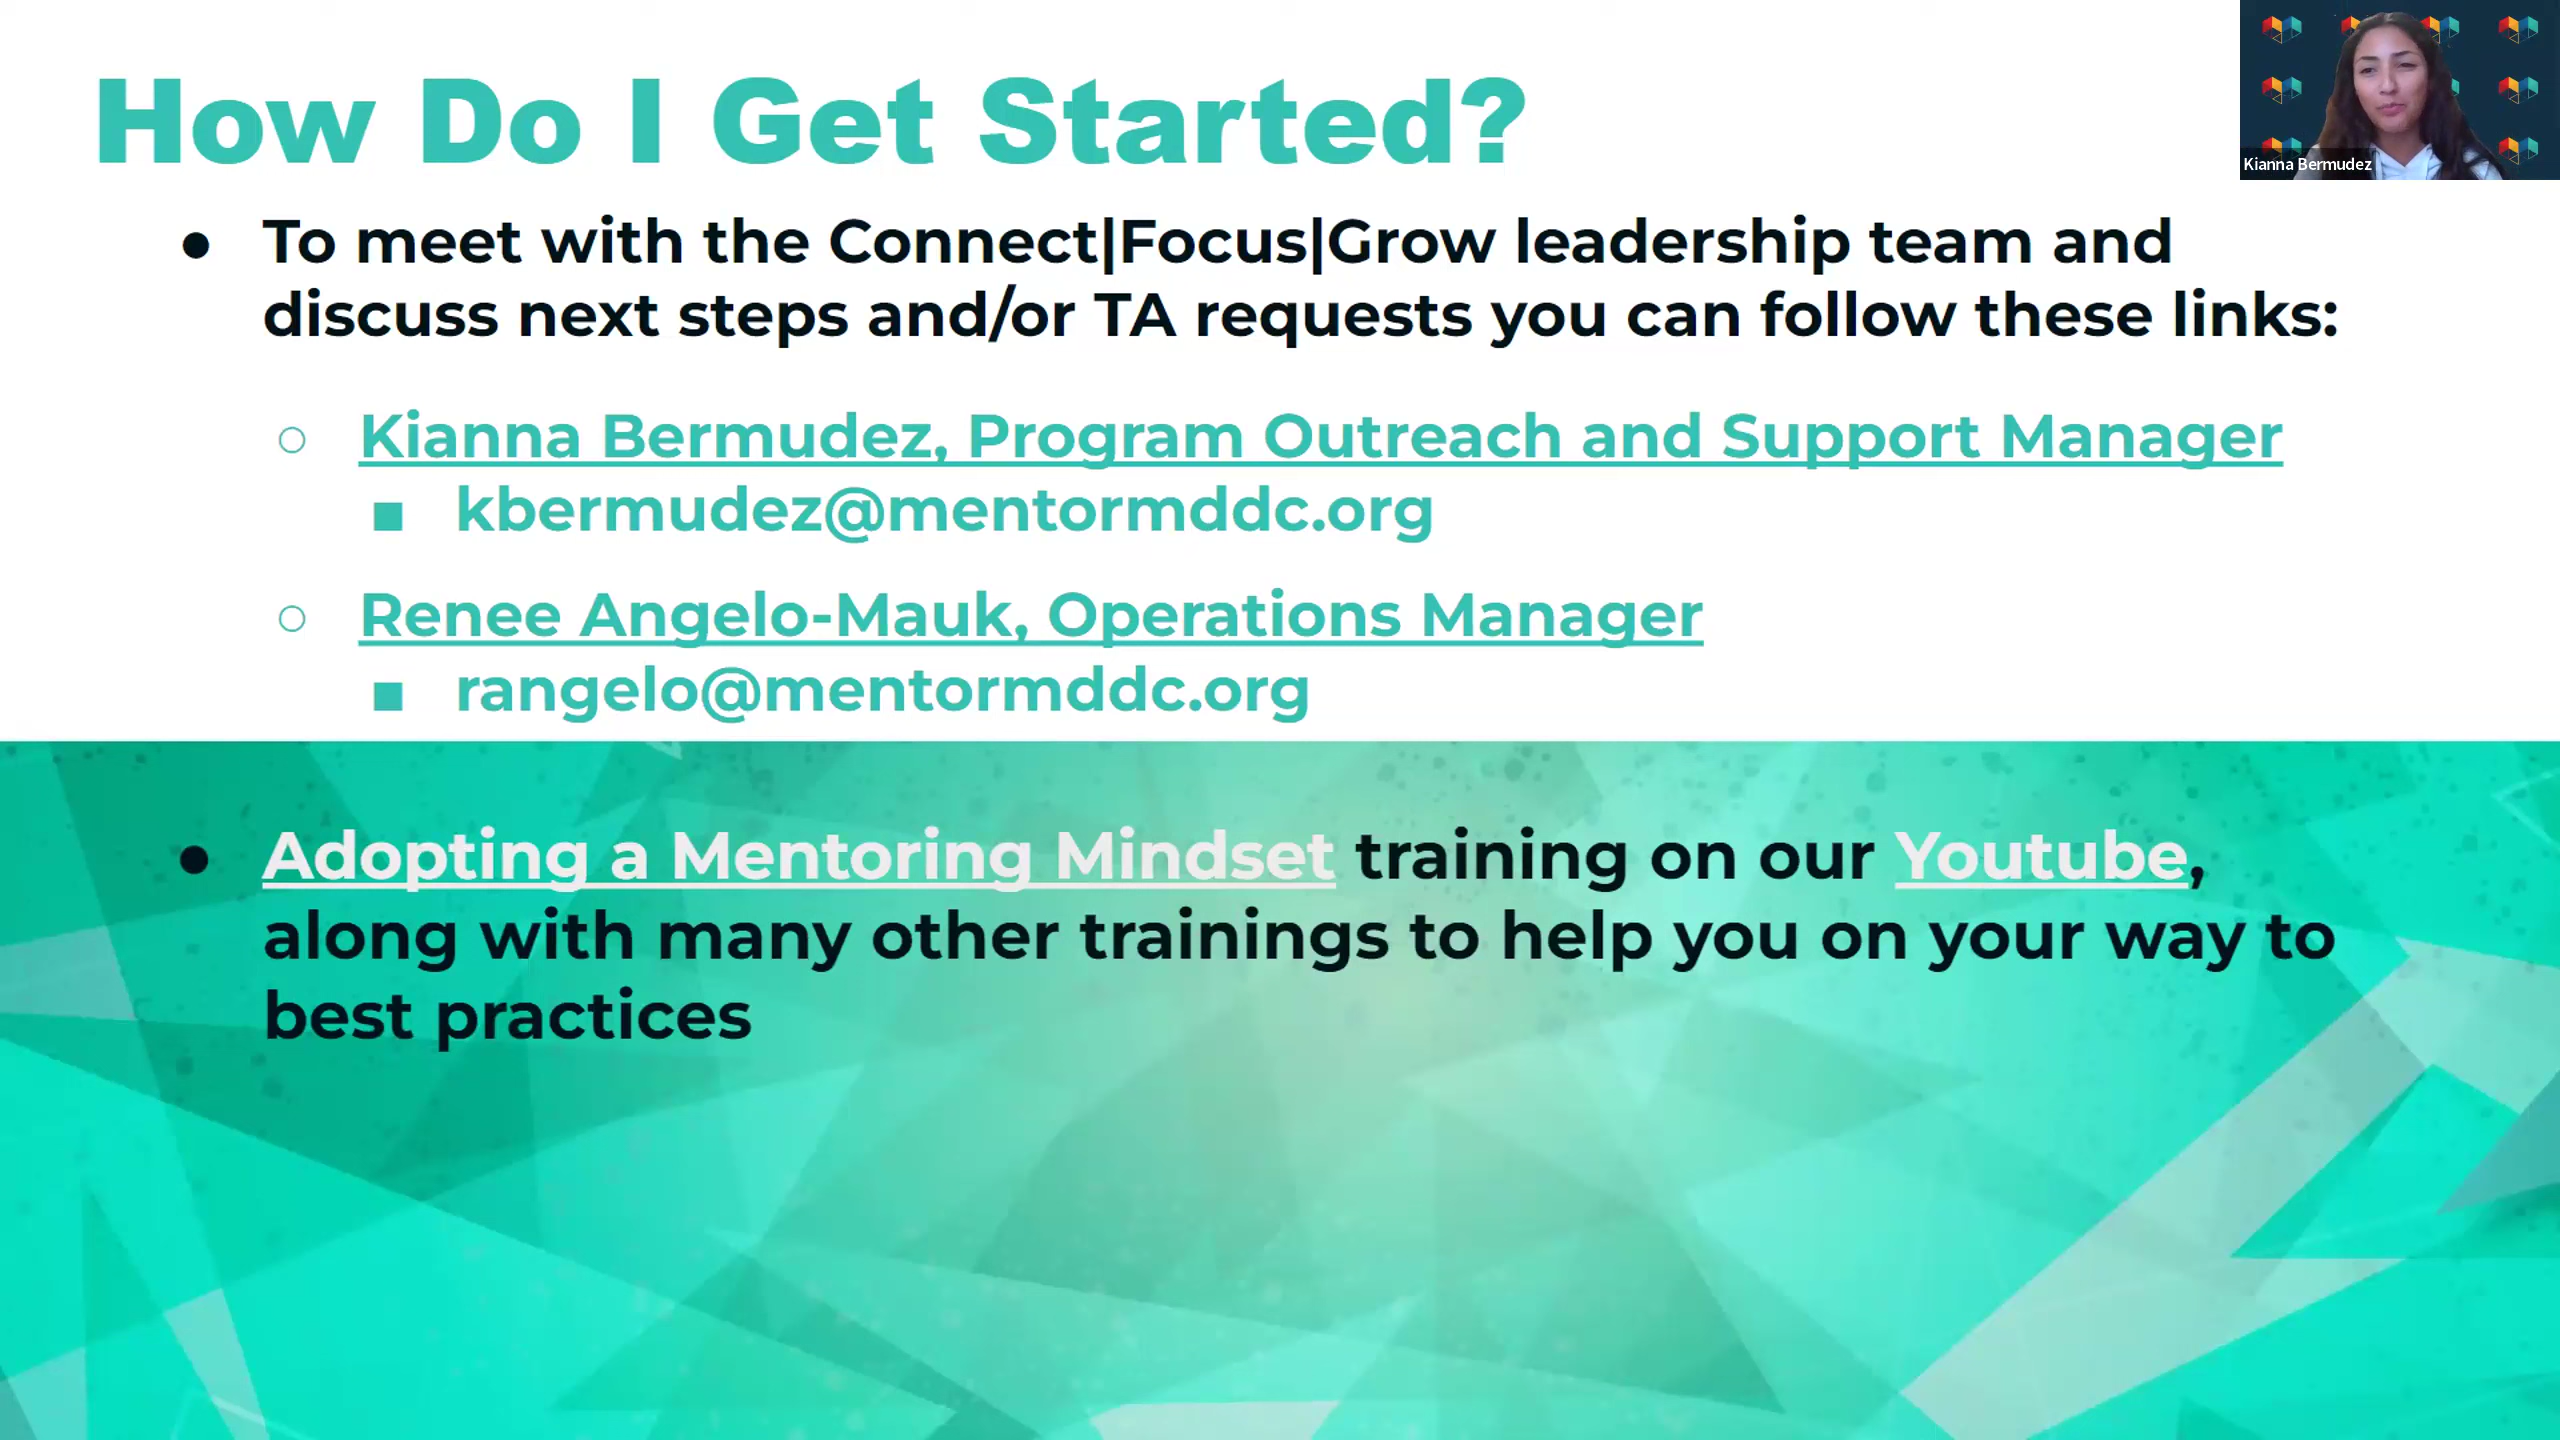 How Do I Get Started?
Kianna Bermudez
● To meet with the Connect|Focus|Grow leadership team and
discuss next steps and/or TA requests you can follow these links:
○ Kianna Bermudez, Program Outreach and Support Manager
■ kbermudez@mentormddc.org
○ Renee Angelo-Mauk, Operations Manager
■ rangelo@mentormddc.org
● Adopting a Mentoring Mindset training on our Youtube,
along with many other trainings to help you on your way to
best practices